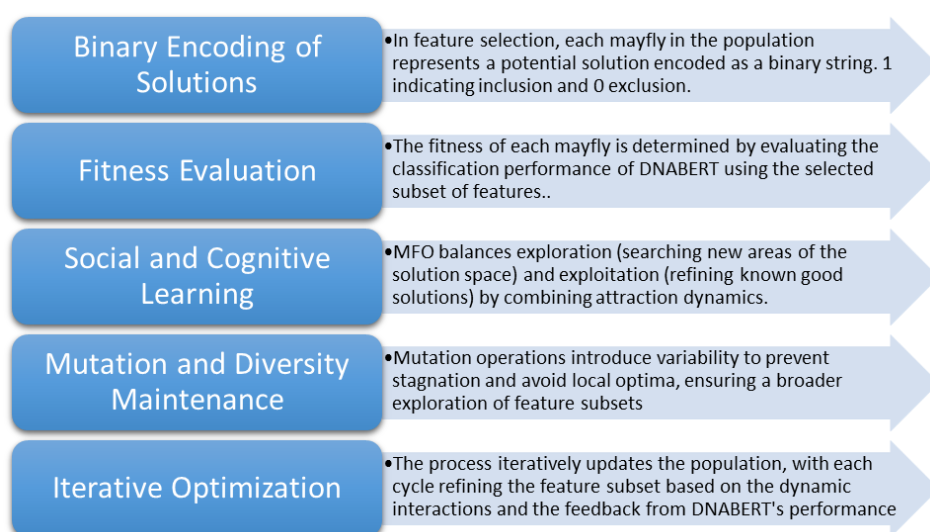 Binary Encoding of
Solutions
•In feature selection, each mayfly in the population
represents a potential solution encoded as a binary string. 1
indicating inclusion and 0 exclusion.
Fitness Evaluation
•The fitness of each mayfly is determined by evaluating the
classification performance of DNABERT using the selected
subset of features..
Social and Cognitive
Learning
•MFO balances exploration (searching new areas of the
solution space) and exploitation (refining known good
solutions) by combining attraction dynamics.
Mutation and Diversity
Maintenance
•Mutation operations introduce variability to prevent
stagnation and avoid local optima, ensuring a broader
exploration of feature subsets
Iterative Optimization
•The process iteratively updates the population, with each
cycle refining the feature subset based on the dynamic
interactions and the feedback from DNABERT's performance